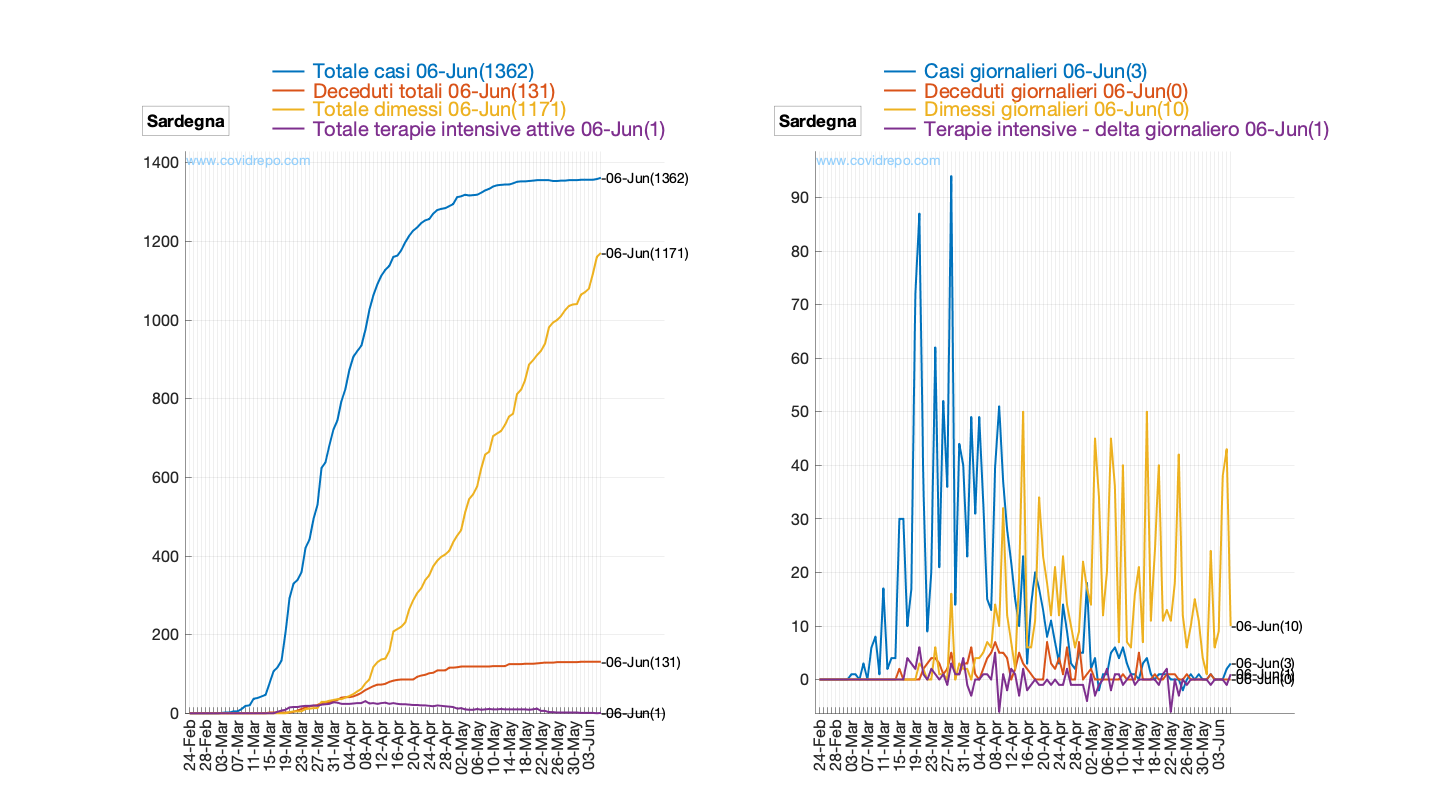 Totale casi 06-Jun(1362)
Deceduti totali 06-Jun(131)
Totale dimessi 06-Jun(1171)
Totale terapie intensive attive 06-Jun(1)
Sardegna
www.covidrepo.com
1400
1200
1000
800
600
400
200
0
-06-Jun(1362)
-06-Jun(1171)
-06-Jun(131)
-06-Jun(1)
24-Feb
28-Feb
03-Mar
07-Mar
11-Mar
15-Mar
19-Mar
23-Mar
27-Mar
31-Mar
04-Apr
08-Apr
12-Apr
16-Apr
20-Apr
24-Apr
28-Apr
02-May
06-May
10-May
14-May
18-May
22-May
26-May
30-May
03-Jun
Casi giornalieri 06-Jun(3)
Deceduti giornalieri 06-Jun(0)
Dimessi giornalieri 06-Jun(10)
Terapie intensive - delta giornaliero 06-Jun(1)
Sardegna
www.covidrepo.com
90
80
70
60
50
40
30
20
10
0
-06-Jun(10)
-06-Jun(3)
-06-Jun(1)
-06-Jun(0)
24-Feb
28-Feb
03-Mar
07-Mar
11-Mar
15-Mar
19-Mar
23-Mar
27-Mar
31-Mar
04-Apr
08-Apr
12-Apr
16-Apr
20-Apr
24-Apr
28-Apr
02-May
06-May
10-May
14-May
18-May
22-May
26-May
30-May
03-Jun